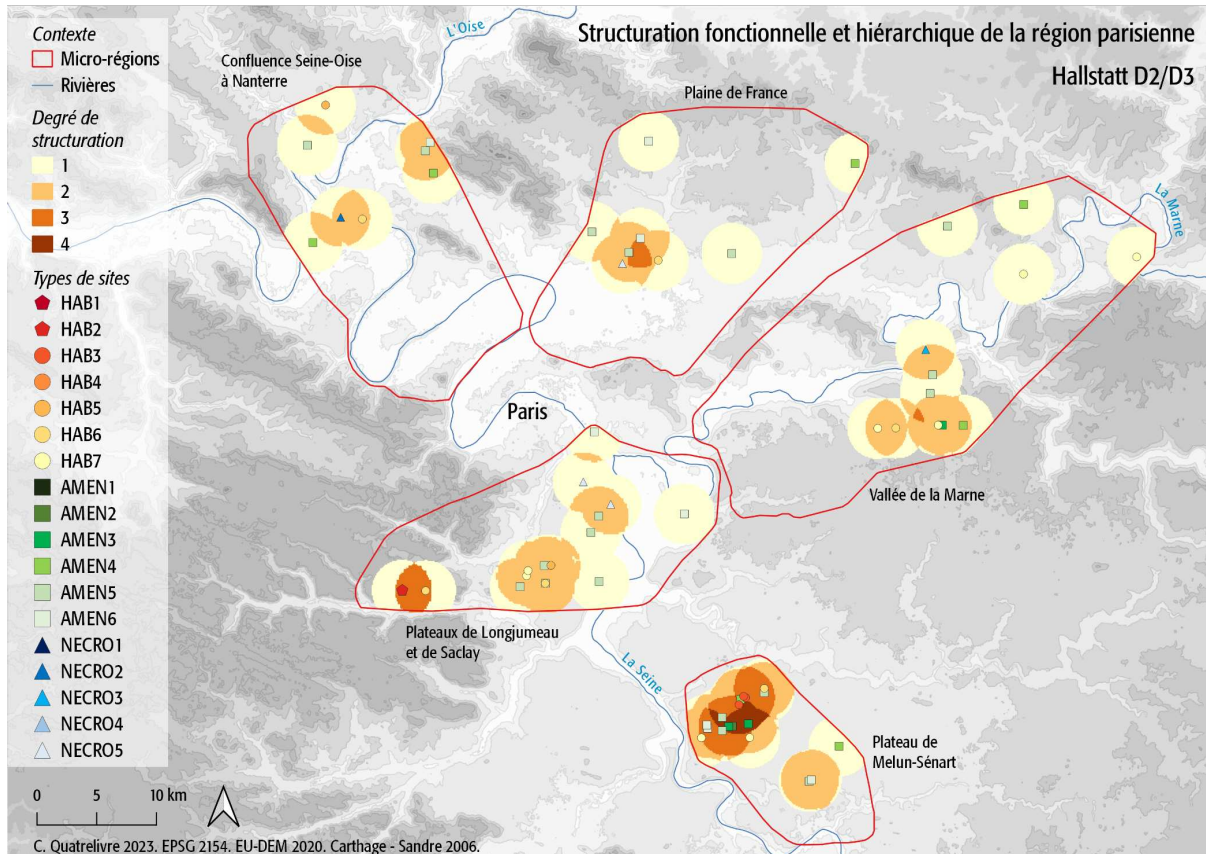 Structuration fonctionnelle et hiérarchique de la région parisienne
Hallstatt D2/D3
Contexte
Micro-régions
Rivières
Degré de
structuration
1
2
3
4
Types de sites
HAB1
HAB2
HAB3
HAB4
HAB5
HAB6
HAB7
AMEN1
AMEN2
AMEN3
AMEN4
AMEN5
AMEN6
NECRO1
NECRO2
NECRO3
NECRO4
NECRO5
0 5 10 km
C. Quatrelivre 2023. EPSG 2154. EU-DEM 2020. Carthage - Sandre 2006.
L'Oise
Confluence Seine-Oise
à Nanterre
Plaine de France
La Marne
Paris
Vallée de la Marne
Plateaux de Longjumeau
et de Saclay
La Seine
Plateau de
Melun-Sénart